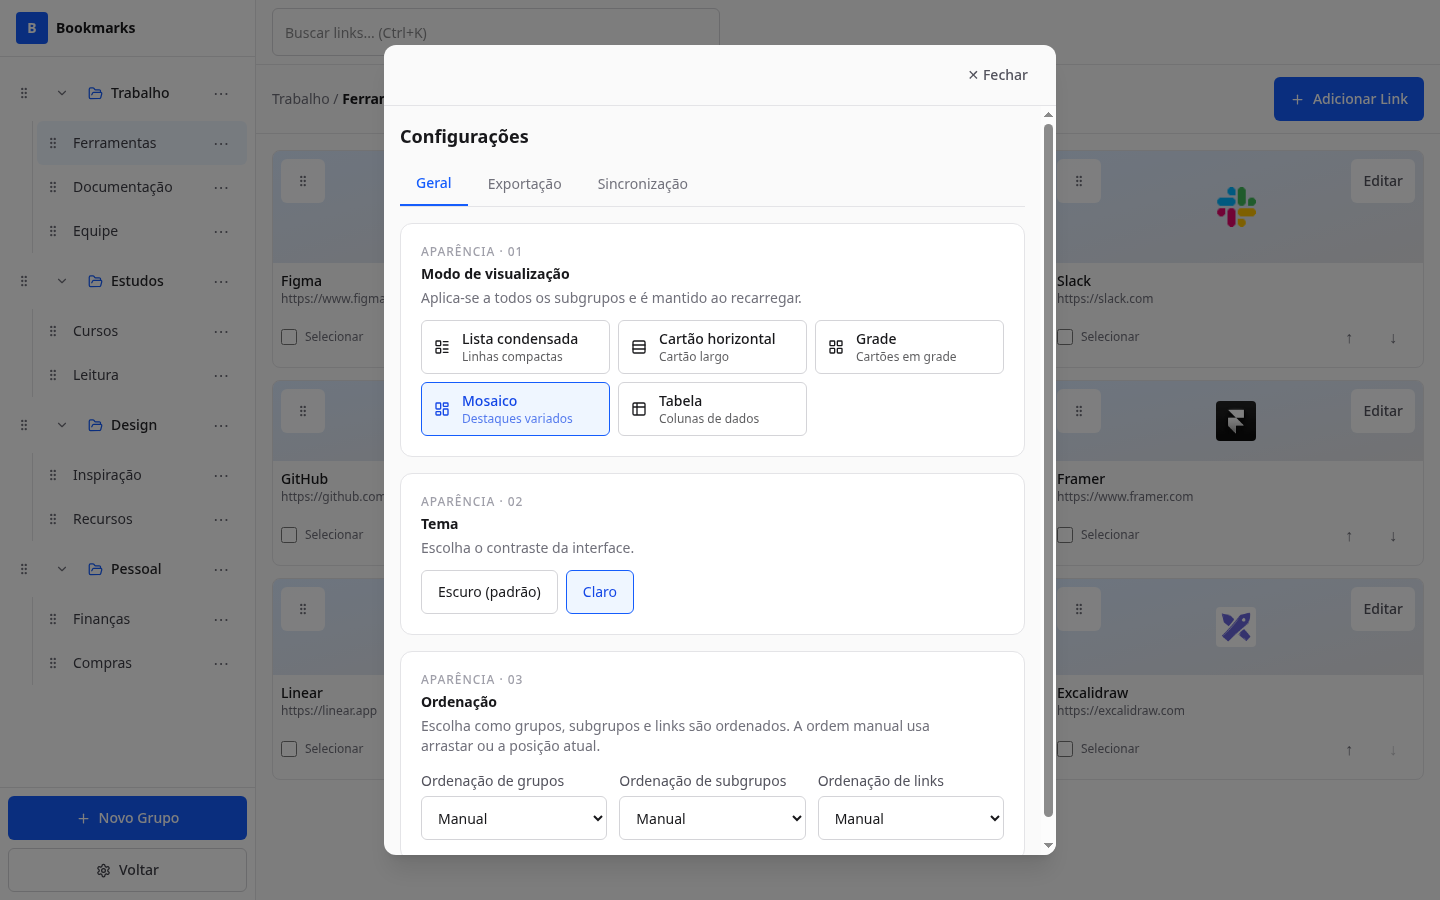 B Bookmarks
Trabalho
Ferramentas
Documentação
Equipe
Estudos
Cursos
Leitura
Design
Inspiração
Recursos
Pessoal
Finanças
Compras
+ Novo Grupo
Voltar
Buscar links... (Ctrl+K)
Trabalho / Ferrar
+ Adicionar Link
Figma
https://www.figma
Selecionar
GitHub
https://github.com
Selecionar
Linear
https://linear.app
Selecionar
✕ Fechar
Configurações
Geral Exportação Sincronização
APARÊNCIA · 01
Modo de visualização
Aplica-se a todos os subgrupos e é mantido ao recarregar.
Lista condensada
Linhas compactas
Cartão horizontal
Cartão largo
Grade
Cartões em grade
Mosaico
Destaques variados
Tabela
Colunas de dados
APARÊNCIA · 02
Tema
Escolha o contraste da interface.
Escuro (padrão) Claro
APARÊNCIA · 03
Ordenação
Escolha como grupos, subgrupos e links são ordenados. A ordem manual usa
arrastar ou a posição atual.
Ordenação de grupos Ordenação de subgrupos Ordenação de links
Manual Manual Manual
Editar
Slack
https://slack.com
Selecionar ↑ ↓
Editar
Framer
https://www.framer.com
Selecionar ↑ ↓
Editar
Excalidraw
https://excalidraw.com
Selecionar ↑ ↓